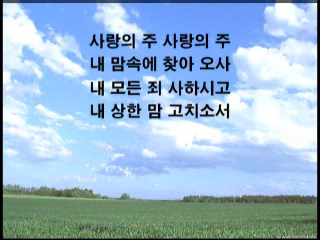 사랑의 주 사랑의 주
내 맘속에 찾아 오사
내 모든 죄 사하시고
내 상한 맘 고치소서